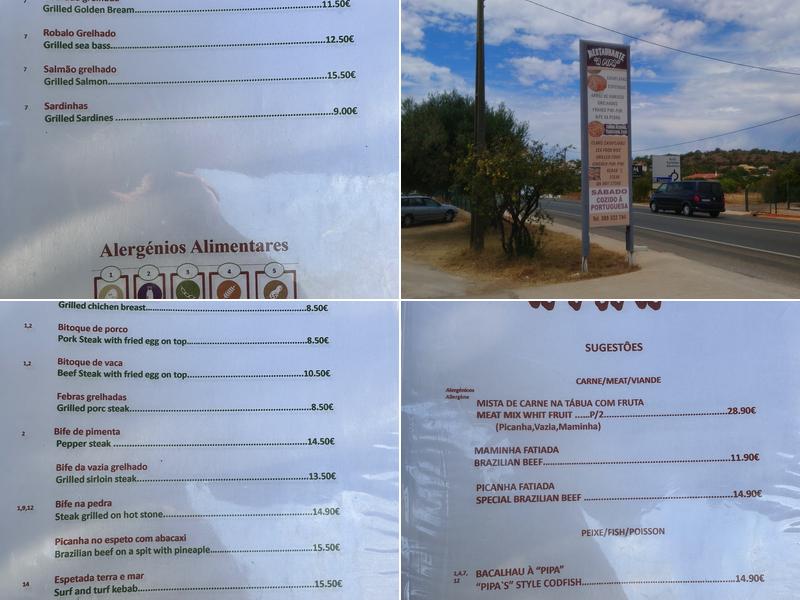 Grilled Golden Bream 11.50€
7
Robalo Grelhado
Grilled sea bass 12.50€
7
Salmão grelhado
Grilled Salmon 15.50€
7
Sardinhas
Grilled Sardines 9.00€
Alergénios Alimentares
1 2 3 4 5
RESTAURANTE
"A PIPA"
SÁBADO
COZIDO À
PORTUGUESA
Grilled chichen breast 8.50€
1,2
Bitoque de porco
Pork Steak with fried egg on top 8.50€
1,2
Bitoque de vaca
Beef Steak with fried egg on top 10.50€
Febras grelhadas
Grilled porc steak 8.50€
2
Bife de pimenta
Pepper steak 14.50€
Bife da vazia grelhado
Grilled sirloin steak 13.50€
1,9,12
Bife na pedra
Steak grilled on hot stone 14.90€
Picanha no espeto com abacaxi
Brazilian beef on a spit with pineaple 15.50€
14
Espetada terra e mar
Surf and turf kebab 15.50€
SUGESTÕES
CARNE/MEAT/VIANDE
Alergénicos
Allergène
MISTA DE CARNE NA TÁBUA COM FRUTA
MEAT MIX WHIT FRUIT ......P/2 28.90€
(Picanha,Vazia,Maminha)
MAMINHA FATIADA
BRAZILIAN BEEF 11.90€
PICANHA FATIADA
SPECIAL BRAZILIAN BEEF 14.90€
PEIXE/FISH/POISSON
1,4,7,
12
BACALHAU À "PIPA"
"PIPA`S" STYLE CODFISH 14.90€